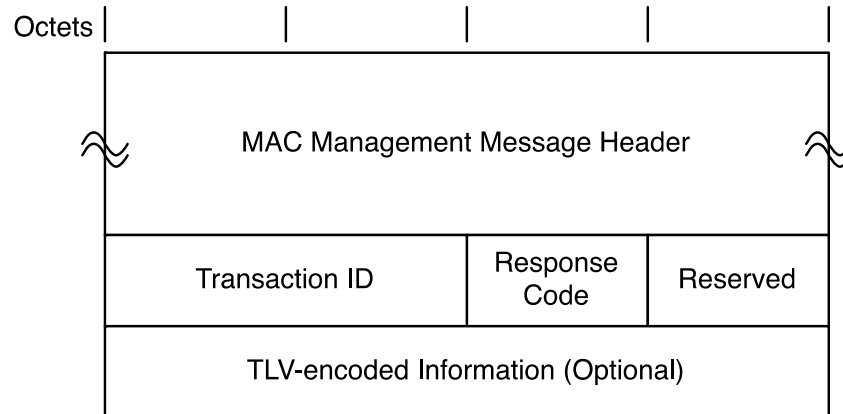 Octets
MAC Management Message Header
Transaction ID
Response
Code
Reserved
TLV-encoded Information (Optional)